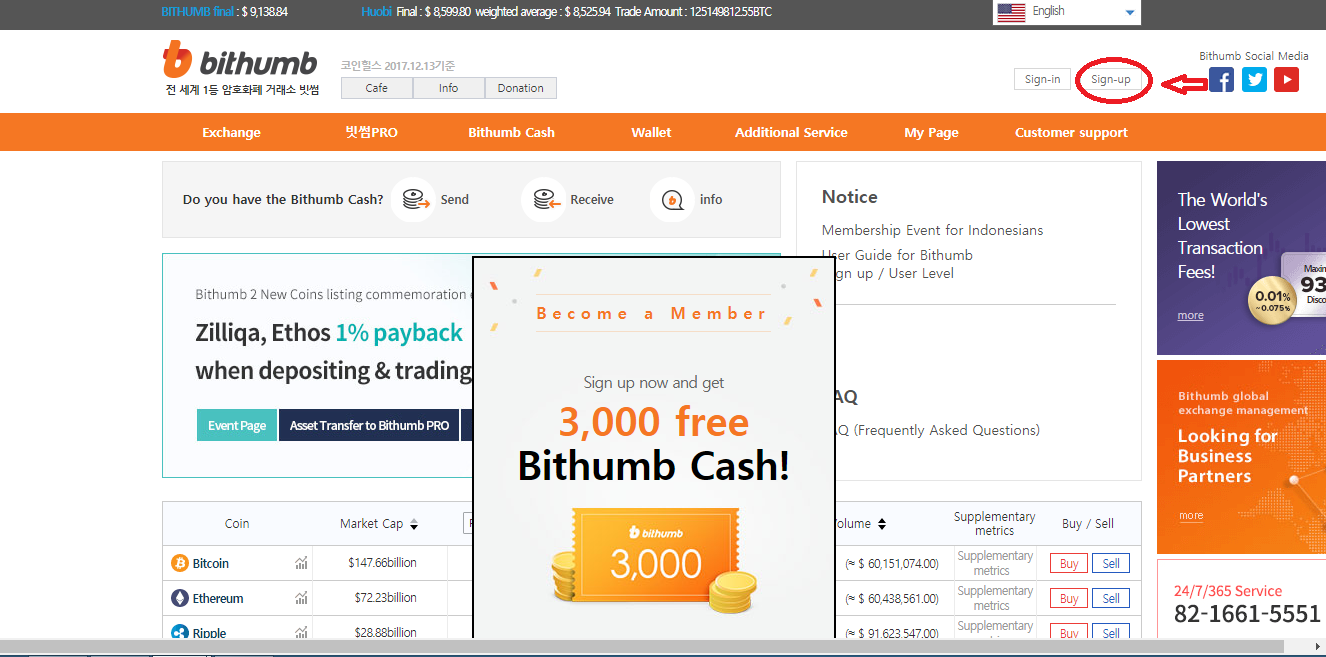 BITHUMB final : $ 9,138.84 Huobi Final : $ 8,599.80 weighted average : $ 8,525.94 Trade Amount : 125149812.55BTC English
Bithumb Social Media
bithumb
전 세계 1등 암호화폐 거래소 빗썸
코인힐스 2017.12.13기준
Cafe Info Donation
Sign-in Sign-up
Exchange 빗썸PRO Bithumb Cash Wallet Additional Service My Page Customer support
Do you have the Bithumb Cash? Send Receive info
Bithumb 2 New Coins listing commemoration
Zilliqa, Ethos 1% payback
when depositing & trading
Event Page Asset Transfer to Bithumb PRO
Notice
Membership Event for Indonesians
User Guide for Bithumb
gn up / User Level
AQ
AQ (Frequently Asked Questions)
Become a Member
Sign up now and get
3,000 free
Bithumb Cash!
bithumb
3,000
The World's
Lowest
Transaction
Fees!
more
Maxim
93
Disco
0.01%
~0.075%
Bithumb global
exchange management
Looking for
Business
Partners
more
24/7/365 Service
82-1661-5551
Coin Market Cap olume Supplementary metrics Buy / Sell
Bitcoin $147.66billion (≈ $ 60,151,074.00) Supplementary metrics Buy Sell
Ethereum $72.23billion (≈ $ 60,438,561.00) Supplementary metrics Buy Sell
Ripple $28.88billion (≈ $ 91,623,547.00) Supplementary Buy Sell